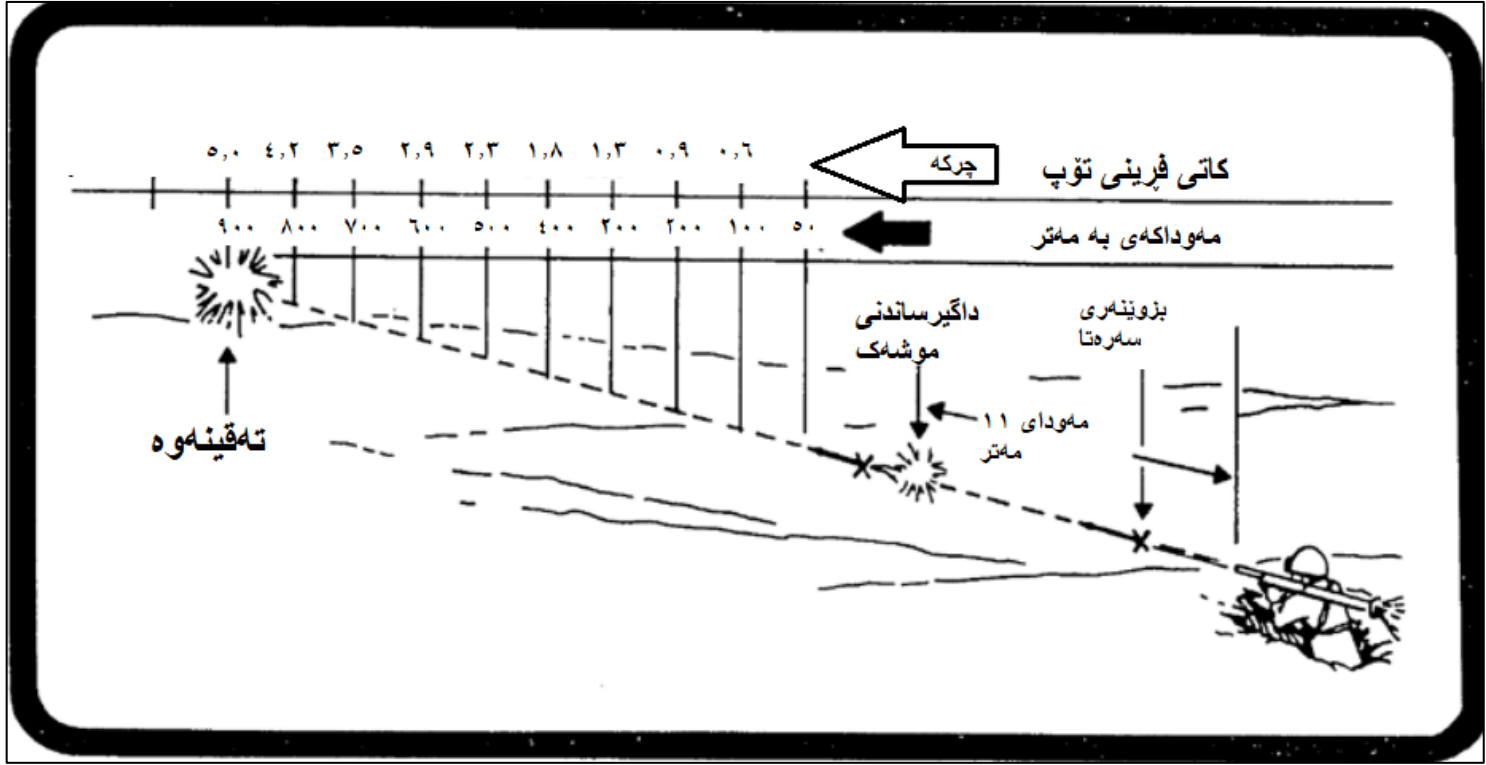 ٥,٠ ٤,٢ ٣,٥ ٢,٩ ٢,٣ ١,٨ ١,٣ ٠,٩ ٠,٦
چرکە
کاتی فڕینی تۆپ
٩٠٠ ٨٠٠ ٧٠٠ ٦٠٠ ٥٠٠ ٤٠٠ ٢٠٠ ٢٠٠ ١٠٠ ٥٠
مەوداکەی بە مەتر
بزوێنەری
سەرەتا
داگیرساندنی
موشەک
مەودای ١١
مەتر
تەقینەوە